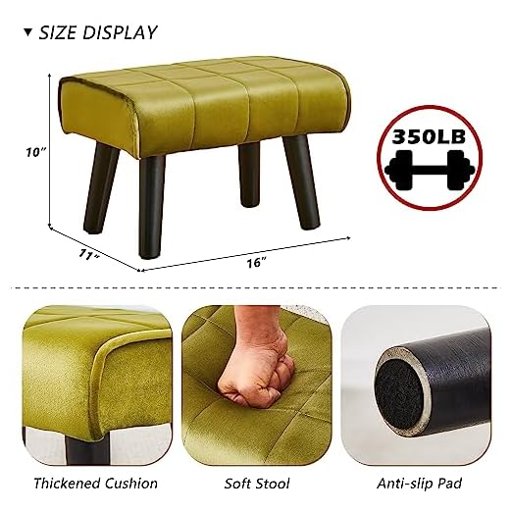 ▼ SIZE DISPLAY
10"
11"
16"
350LB
Thickened Cushion
Soft Stool
Anti-slip Pad